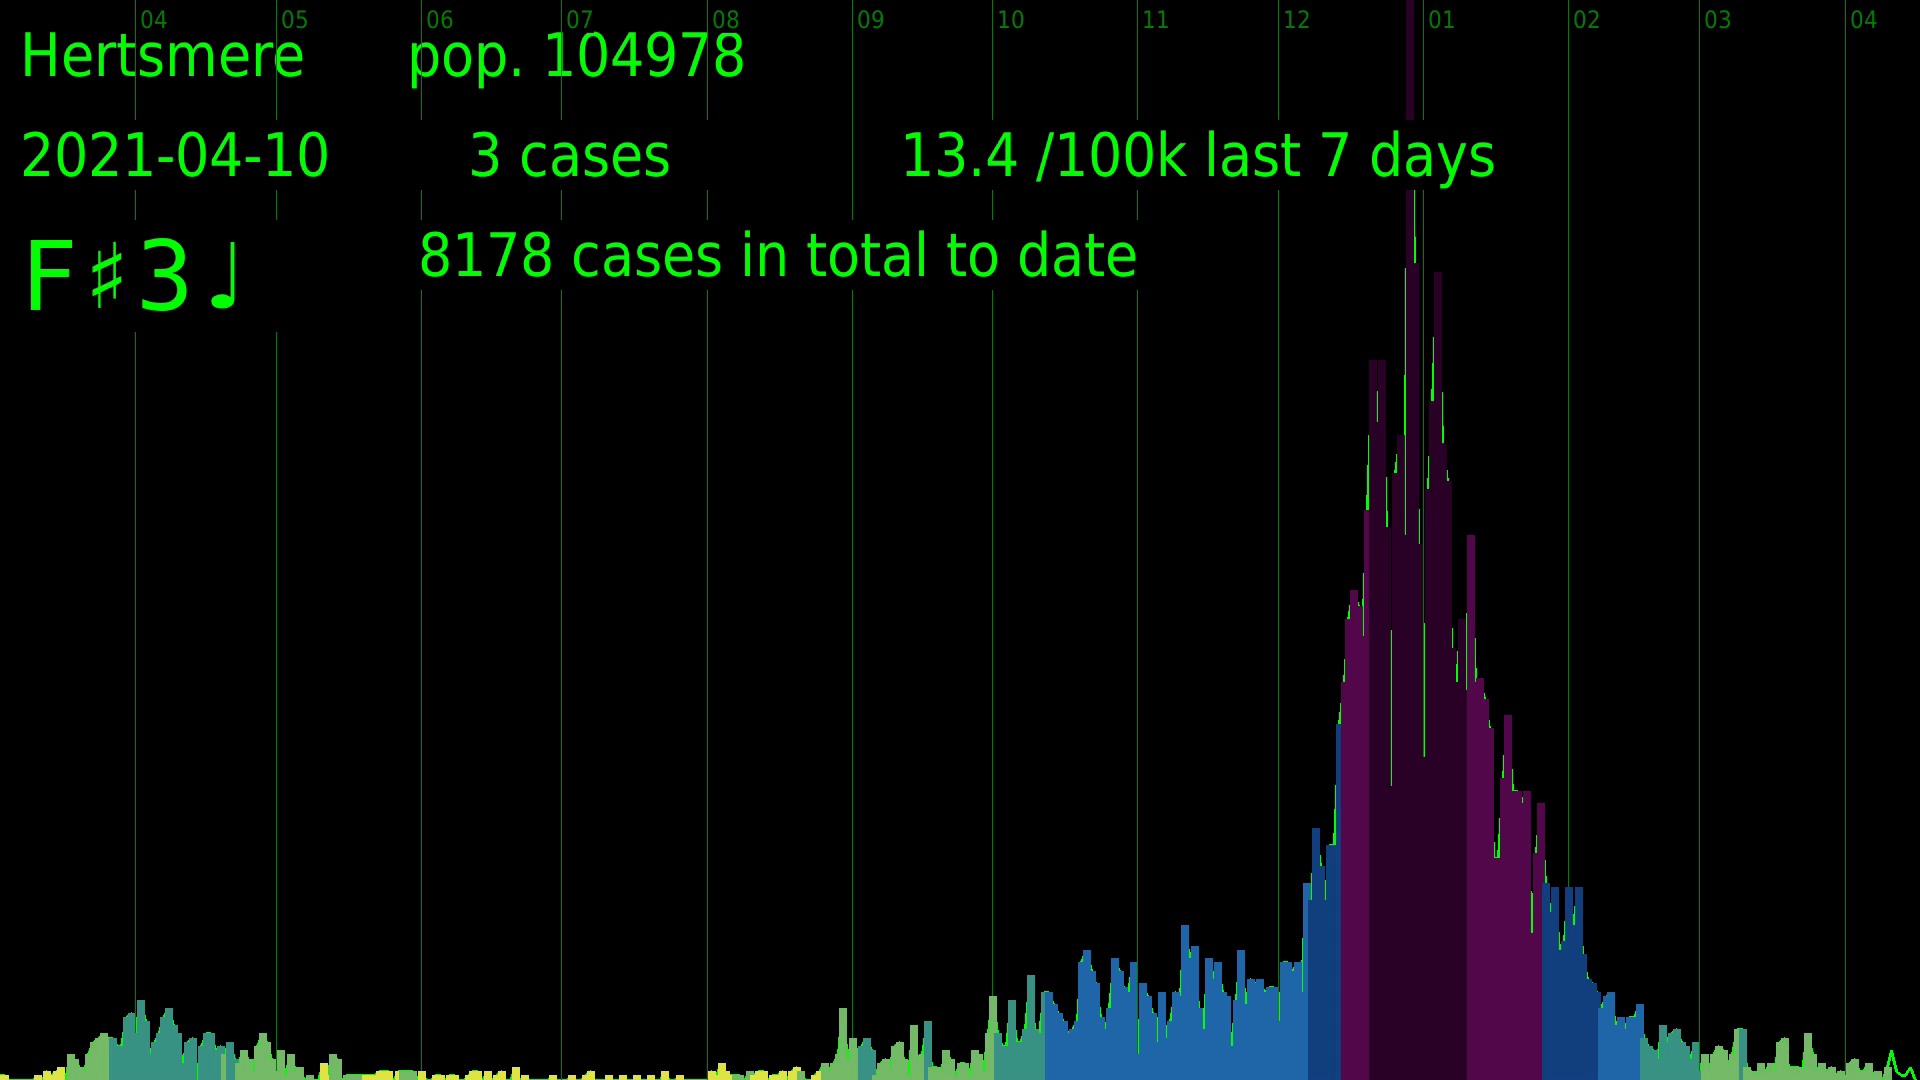 04 05 06 07 08 09 10 11 12 01 02 03 04
Hertsmere pop. 104978
2021-04-10 3 cases 13.4 /100k last 7 days
F♯3♩ 8178 cases in total to date